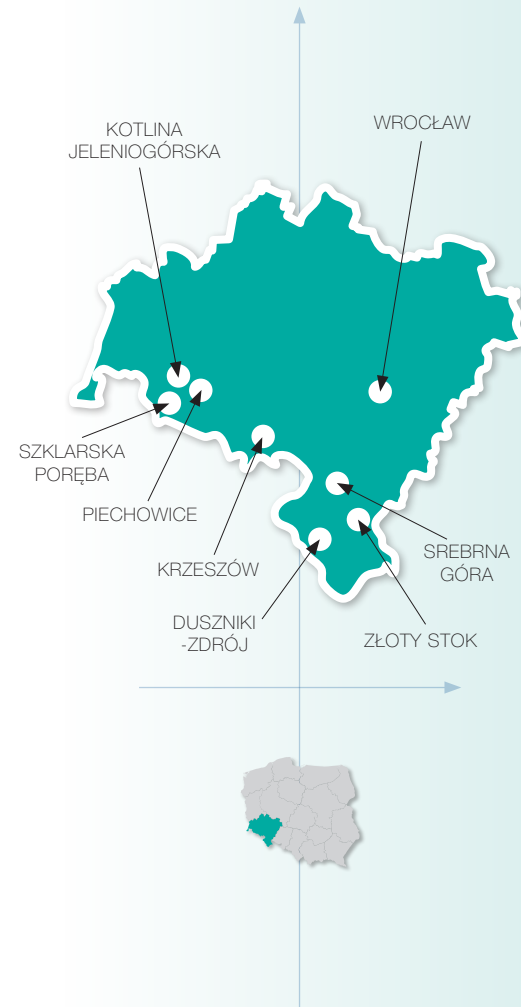 KOTLINA
JELENIOGÓRSKA
WROCŁAW
SZKLARSKA
PORĘBA
PIECHOWICE
KRZESZÓW
DUSZNIKI
-ZDRÓJ
SREBRNA
GÓRA
ZŁOTY STOK